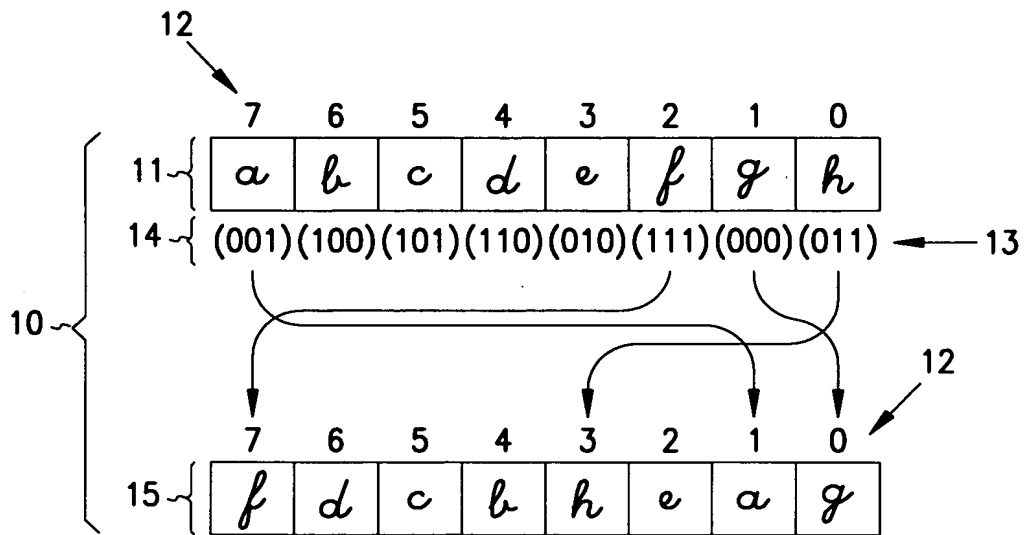 12
7 6 5 4 3 2 1 0
11 a b c d e f g h
14 (001)(100)(101)(110)(010)(111)(000)(011) 13
10
12
7 6 5 4 3 2 1 0
15 f d c b h e a g